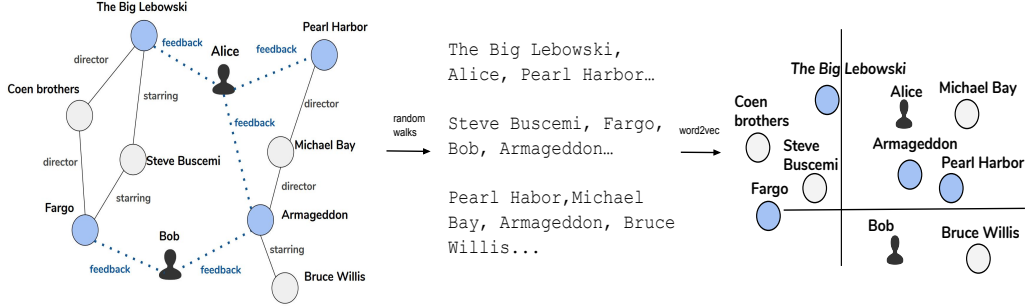 The Big Lebowski
Pearl Harbor
Alice
feedback
feedback
director
Coen brothers
starring
director
feedback
Michael Bay
Steve Buscemi
director
director
starring
Fargo
Armageddon
Bob
starring
feedback
feedback
Bruce Willis
random
walks
The Big Lebowski,
Alice, Pearl Harbor…
Steve Buscemi, Fargo,
Bob, Armageddon…
Pearl Habor,Michael
Bay, Armageddon, Bruce
Willis...
word2vec
The Big Lebowski
Alice
Michael Bay
Coen
brothers
Steve
Buscemi
Armageddon
Pearl Harbor
Fargo
Bob
Bruce Willis